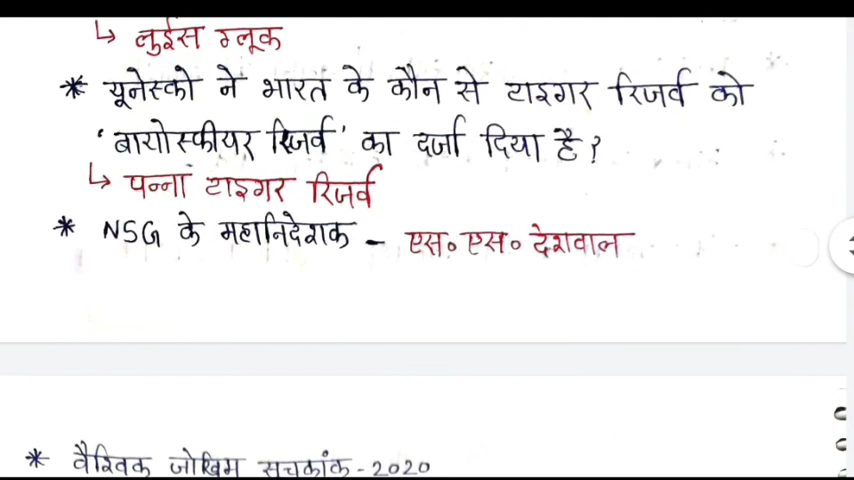 ↳ लुईस ग्लूक
* यूनेस्को ने भारत के कौन से टाइगर रिजर्व को
'बायोस्फीयर रिजर्व' का दर्जा दिया है?
↳ पन्ना टाइगर रिजर्व
* NSG के महानिदेशक - एस॰ एस॰ देशवाल
* वैश्विक जोखिम सूचकांक-2020